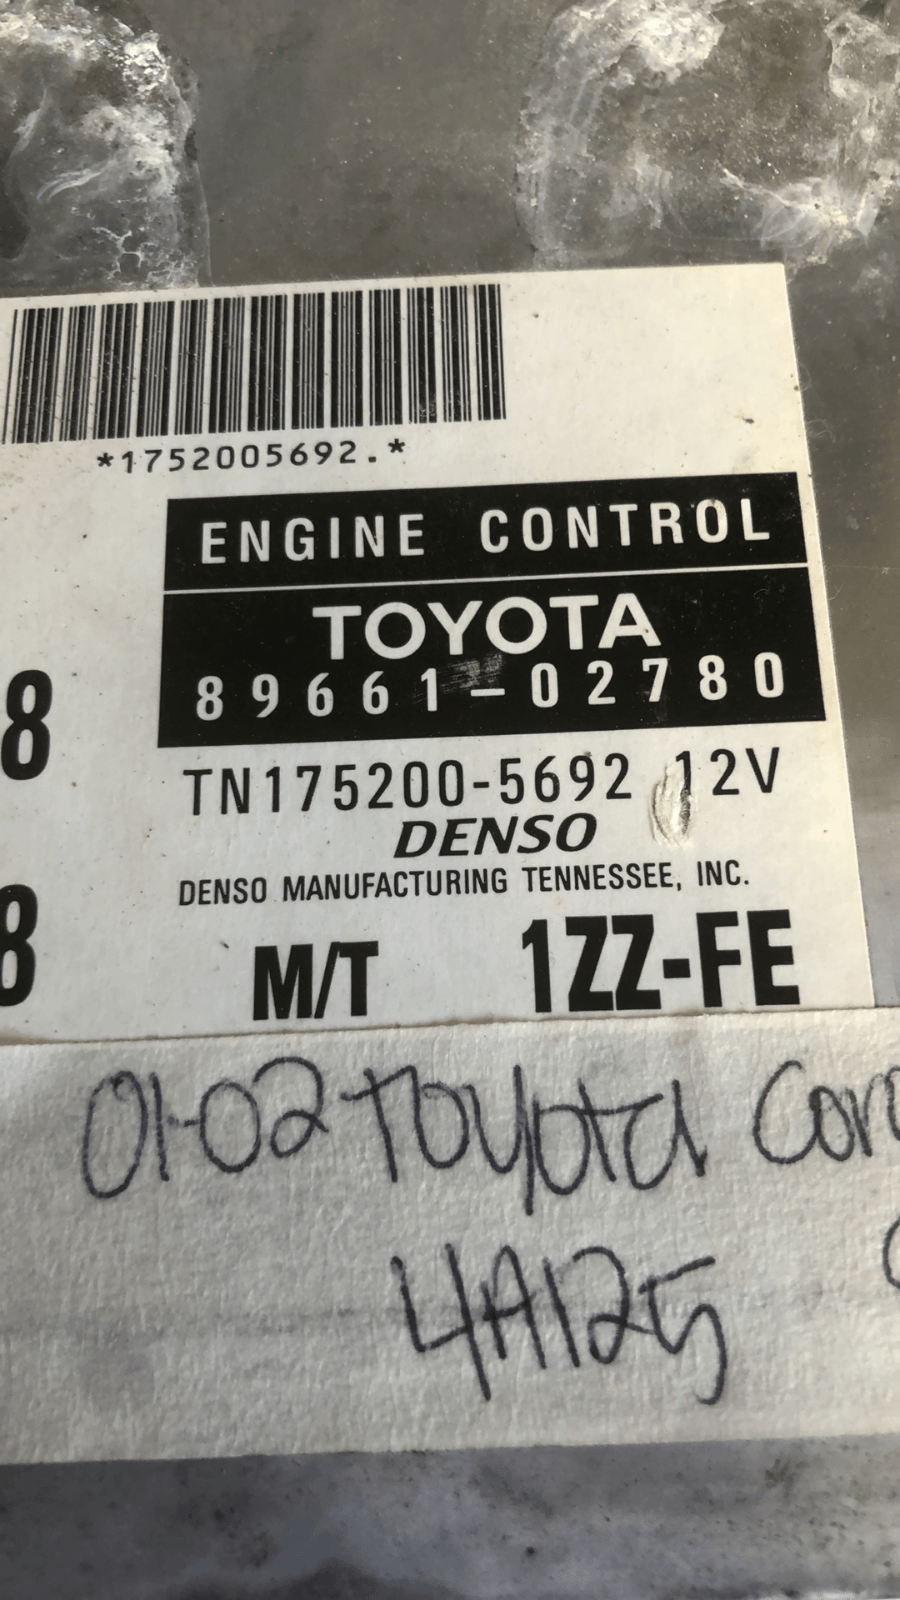 *1752005692.*
ENGINE CONTROL
TOYOTA
89661-02780
8
TN175200-5692 12V
DENSO
DENSO MANUFACTURING TENNESSEE, INC.
8
M/T 1ZZ-FE
01-02 Toyota
4A125